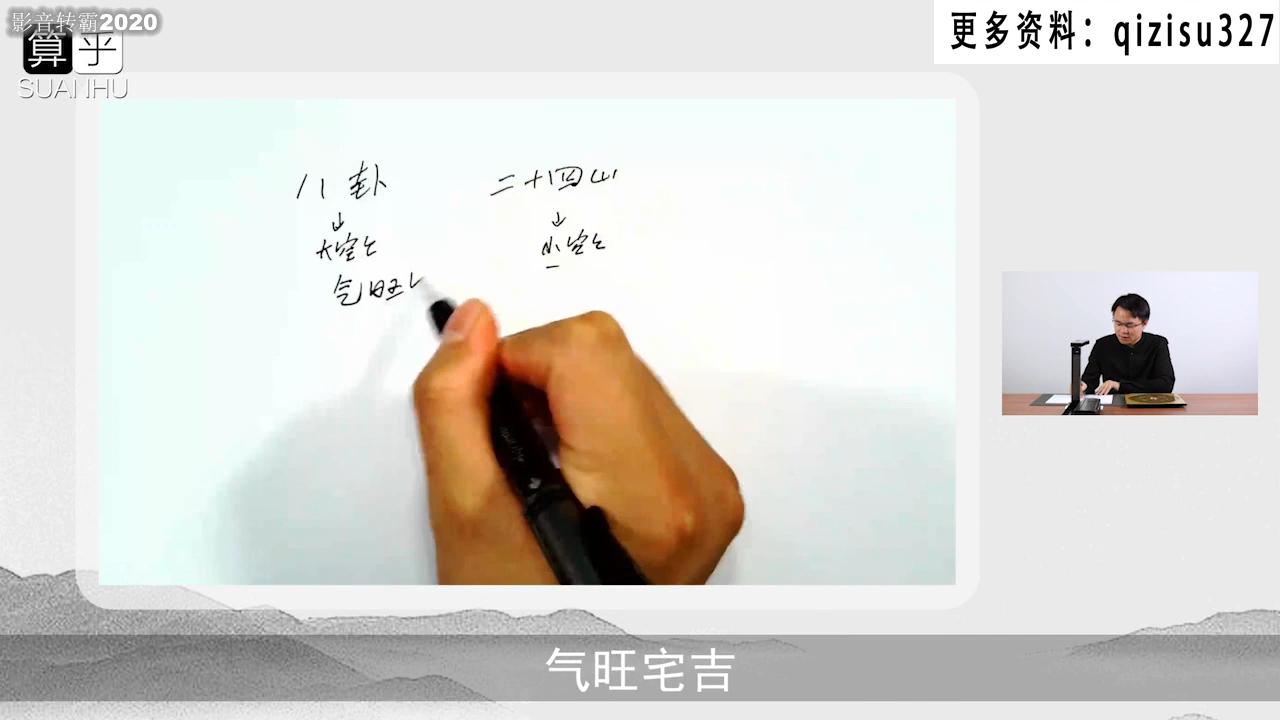 影音转霸2020
算乎
SUANHU
更多资料：qizisu327
八卦 二十四山
↓ ↓
大空亡 小空亡
气旺
气旺宅吉